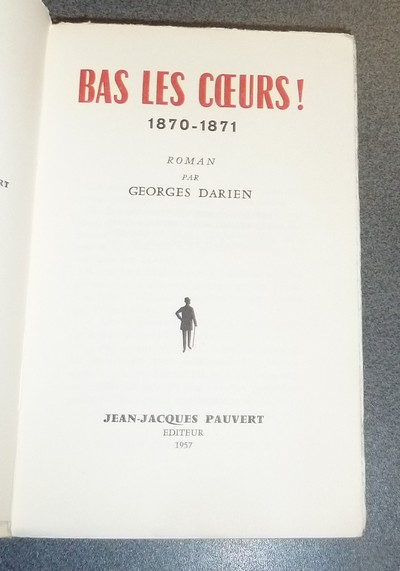 BAS LES CŒURS !
1870-1871
ROMAN
PAR
GEORGES DARIEN
JEAN-JACQUES PAUVERT
EDITEUR
1957